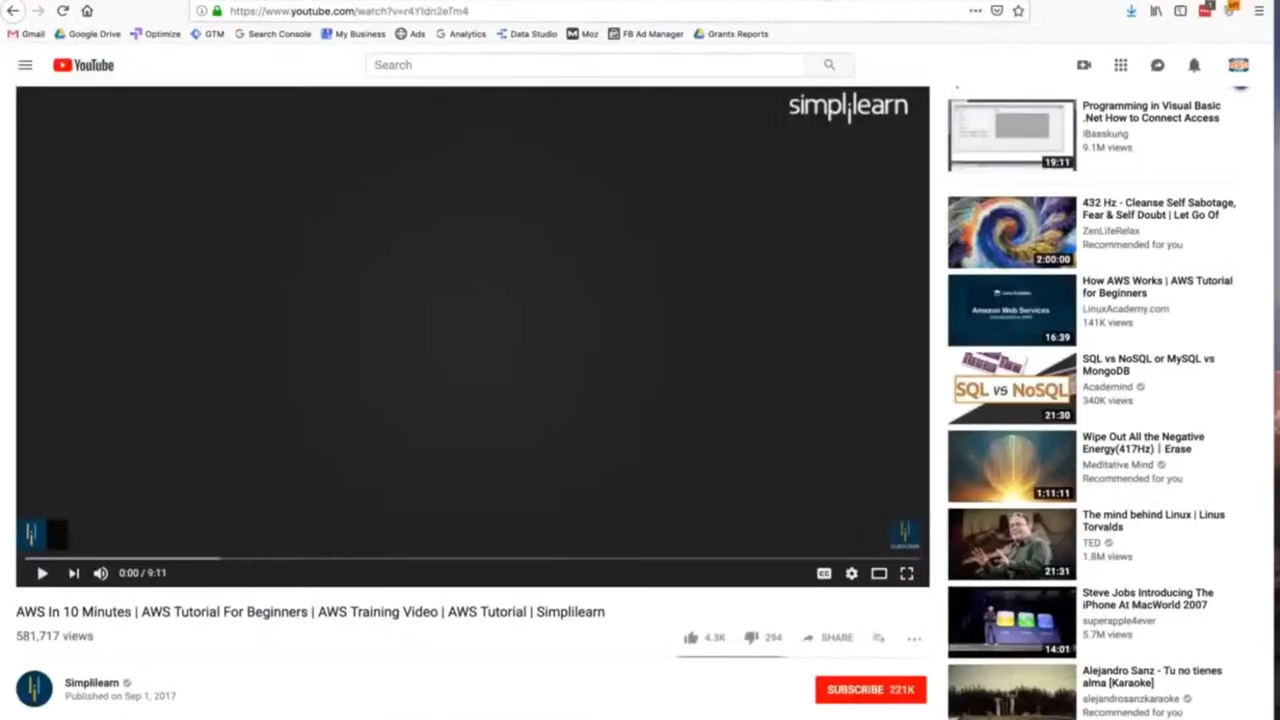 https://www.youtube.com/watch?v=r4YIdn2eTm4
Gmail Google Drive Optimize GTM Search Console My Business Ads Analytics Data Studio Moz FB Ad Manager Grants Reports
YouTube
Search
simplilearn
SUBSCRIBE
0:00 / 9:11
CC
AWS In 10 Minutes | AWS Tutorial For Beginners | AWS Training Video | AWS Tutorial | Simplilearn
581,717 views
4.3K 294 SHARE
Simplilearn
Published on Sep 1, 2017
SUBSCRIBE 221K
Programming in Visual Basic
.Net How to Connect Access
iBasskung
9.1M views
19:11
432 Hz - Cleanse Self Sabotage,
Fear & Self Doubt | Let Go Of
ZenLifeRelax
Recommended for you
2:00:00
How AWS Works | AWS Tutorial
for Beginners
LinuxAcademy.com
141K views
Amazon Web Services
16:39
SQL vs NoSQL or MySQL vs
MongoDB
Academind
340K views
SQL vs NoSQL
21:30
Wipe Out All the Negative
Energy(417Hz) | Erase
Meditative Mind
Recommended for you
1:11:11
The mind behind Linux | Linus
Torvalds
TED
1.8M views
21:31
Steve Jobs Introducing The
iPhone At MacWorld 2007
superapple4ever
5.7M views
14:01
Alejandro Sanz - Tu no tienes
alma [Karaoke]
alejandrosanzkaraoke
Recommended for you